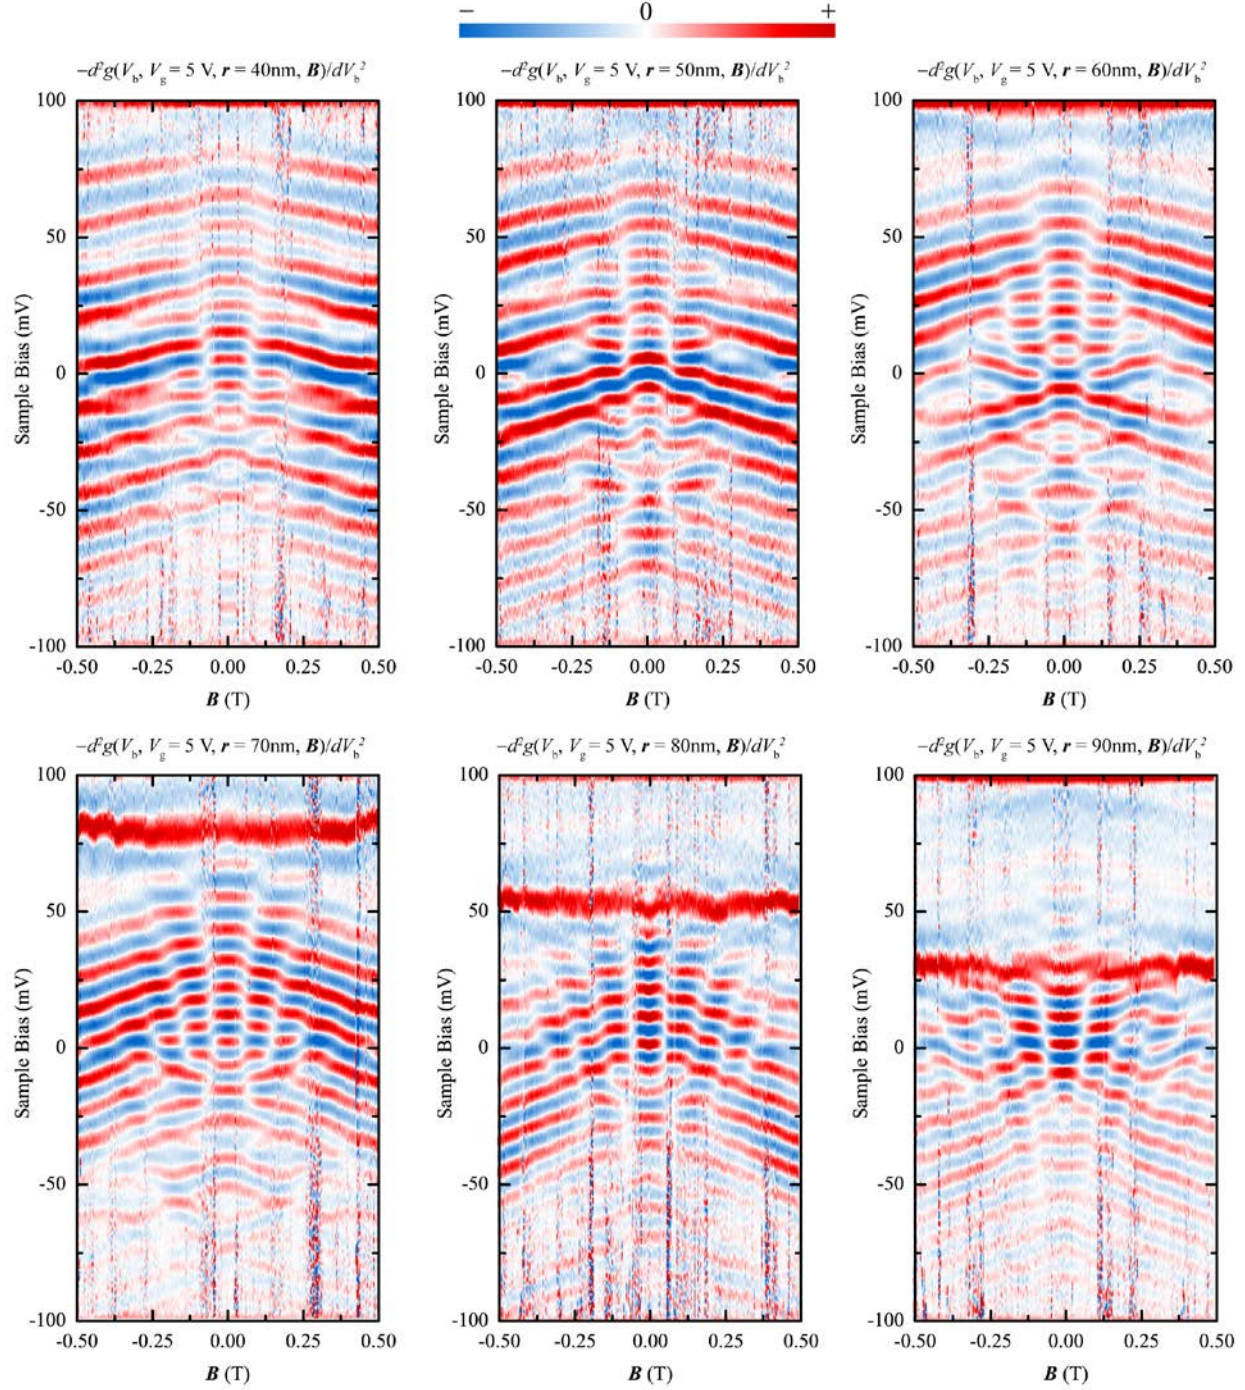 − 0 +
−d²g(V_b, V_g = 5 V, r = 40nm, B)/dV_b² −d²g(V_b, V_g = 5 V, r = 50nm, B)/dV_b² −d²g(V_b, V_g = 5 V, r = 60nm, B)/dV_b²
100 100 100
50 50 50
Sample Bias (mV) Sample Bias (mV) Sample Bias (mV)
0 0 0
-50 -50 -50
-100 -100 -100
-0.50 -0.25 0.00 0.25 0.50 -0.50 -0.25 0.00 0.25 0.50 -0.50 -0.25 0.00 0.25 0.50
B (T) B (T) B (T)
−d²g(V_b, V_g = 5 V, r = 70nm, B)/dV_b² −d²g(V_b, V_g = 5 V, r = 80nm, B)/dV_b² −d²g(V_b, V_g = 5 V, r = 90nm, B)/dV_b²
100 100 100
50 50 50
Sample Bias (mV) Sample Bias (mV) Sample Bias (mV)
0 0 0
-50 -50 -50
-100 -100 -100
-0.50 -0.25 0.00 0.25 0.50 -0.50 -0.25 0.00 0.25 0.50 -0.50 -0.25 0.00 0.25 0.50
B (T) B (T) B (T)